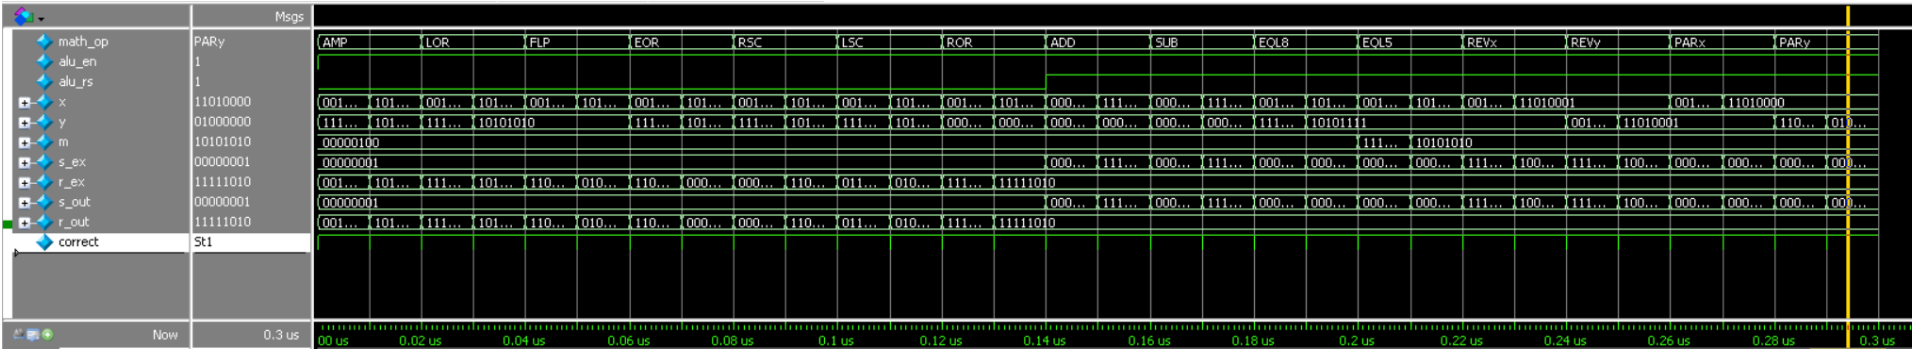 Msgs
math_op PARy AMP LOR FLP EOR RSC LSC ROR ADD SUB EQL8 EQL5 REVx REVy PARx PARy
alu_en 1
alu_rs 1
x 11010000 001... 101... 001... 101... 001... 101... 001... 101... 001... 101... 001... 101... 001... 101... 000... 111... 000... 111... 001... 101... 001... 101... 001... 11010001 001... 11010000
y 01000000 111... 101... 111... 10101010 111... 101... 111... 101... 111... 101... 000... 000... 000... 000... 000... 000... 111... 10101111 001... 11010001 110... 010...
m 10101010 00000100 111... 10101010
s_ex 00000001 00000001 000... 111... 000... 111... 000... 000... 000... 000... 111... 100... 111... 100... 000... 000... 000... 000...
r_ex 11111010 001... 101... 111... 101... 110... 010... 110... 000... 000... 110... 011... 010... 111... 11111010
s_out 00000001 00000001 000... 111... 000... 111... 000... 000... 000... 000... 111... 100... 111... 100... 000... 000... 000... 000...
r_out 11111010 001... 101... 111... 101... 110... 010... 110... 000... 000... 110... 011... 010... 111... 11111010
correct St1
Now 0.3 us 00 us 0.02 us 0.04 us 0.06 us 0.08 us 0.1 us 0.12 us 0.14 us 0.16 us 0.18 us 0.2 us 0.22 us 0.24 us 0.26 us 0.28 us 0.3 us